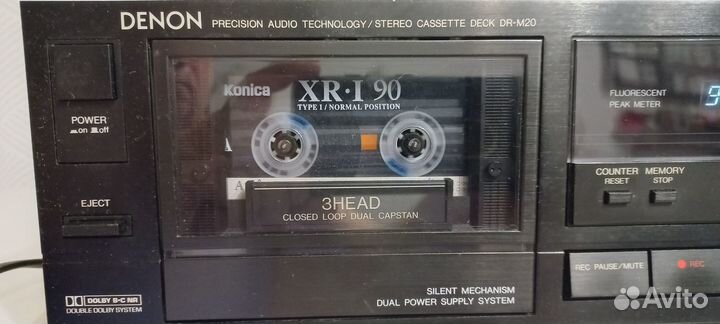 DENON PRECISION AUDIO TECHNOLOGY / STEREO CASSETTE DECK DR-M20
POWER
on off
EJECT
DOLBY B-C NR
DOUBLE DOLBY SYSTEM
Konica XR·I 90
TYPE I / NORMAL POSITION
A
A
3HEAD
CLOSED LOOP DUAL CAPSTAN
SILENT MECHANISM
DUAL POWER SUPPLY SYSTEM
FLUORESCENT
PEAK METER
9
COUNTER MEMORY
RESET STOP
REC PAUSE/MUTE
REC
Avito